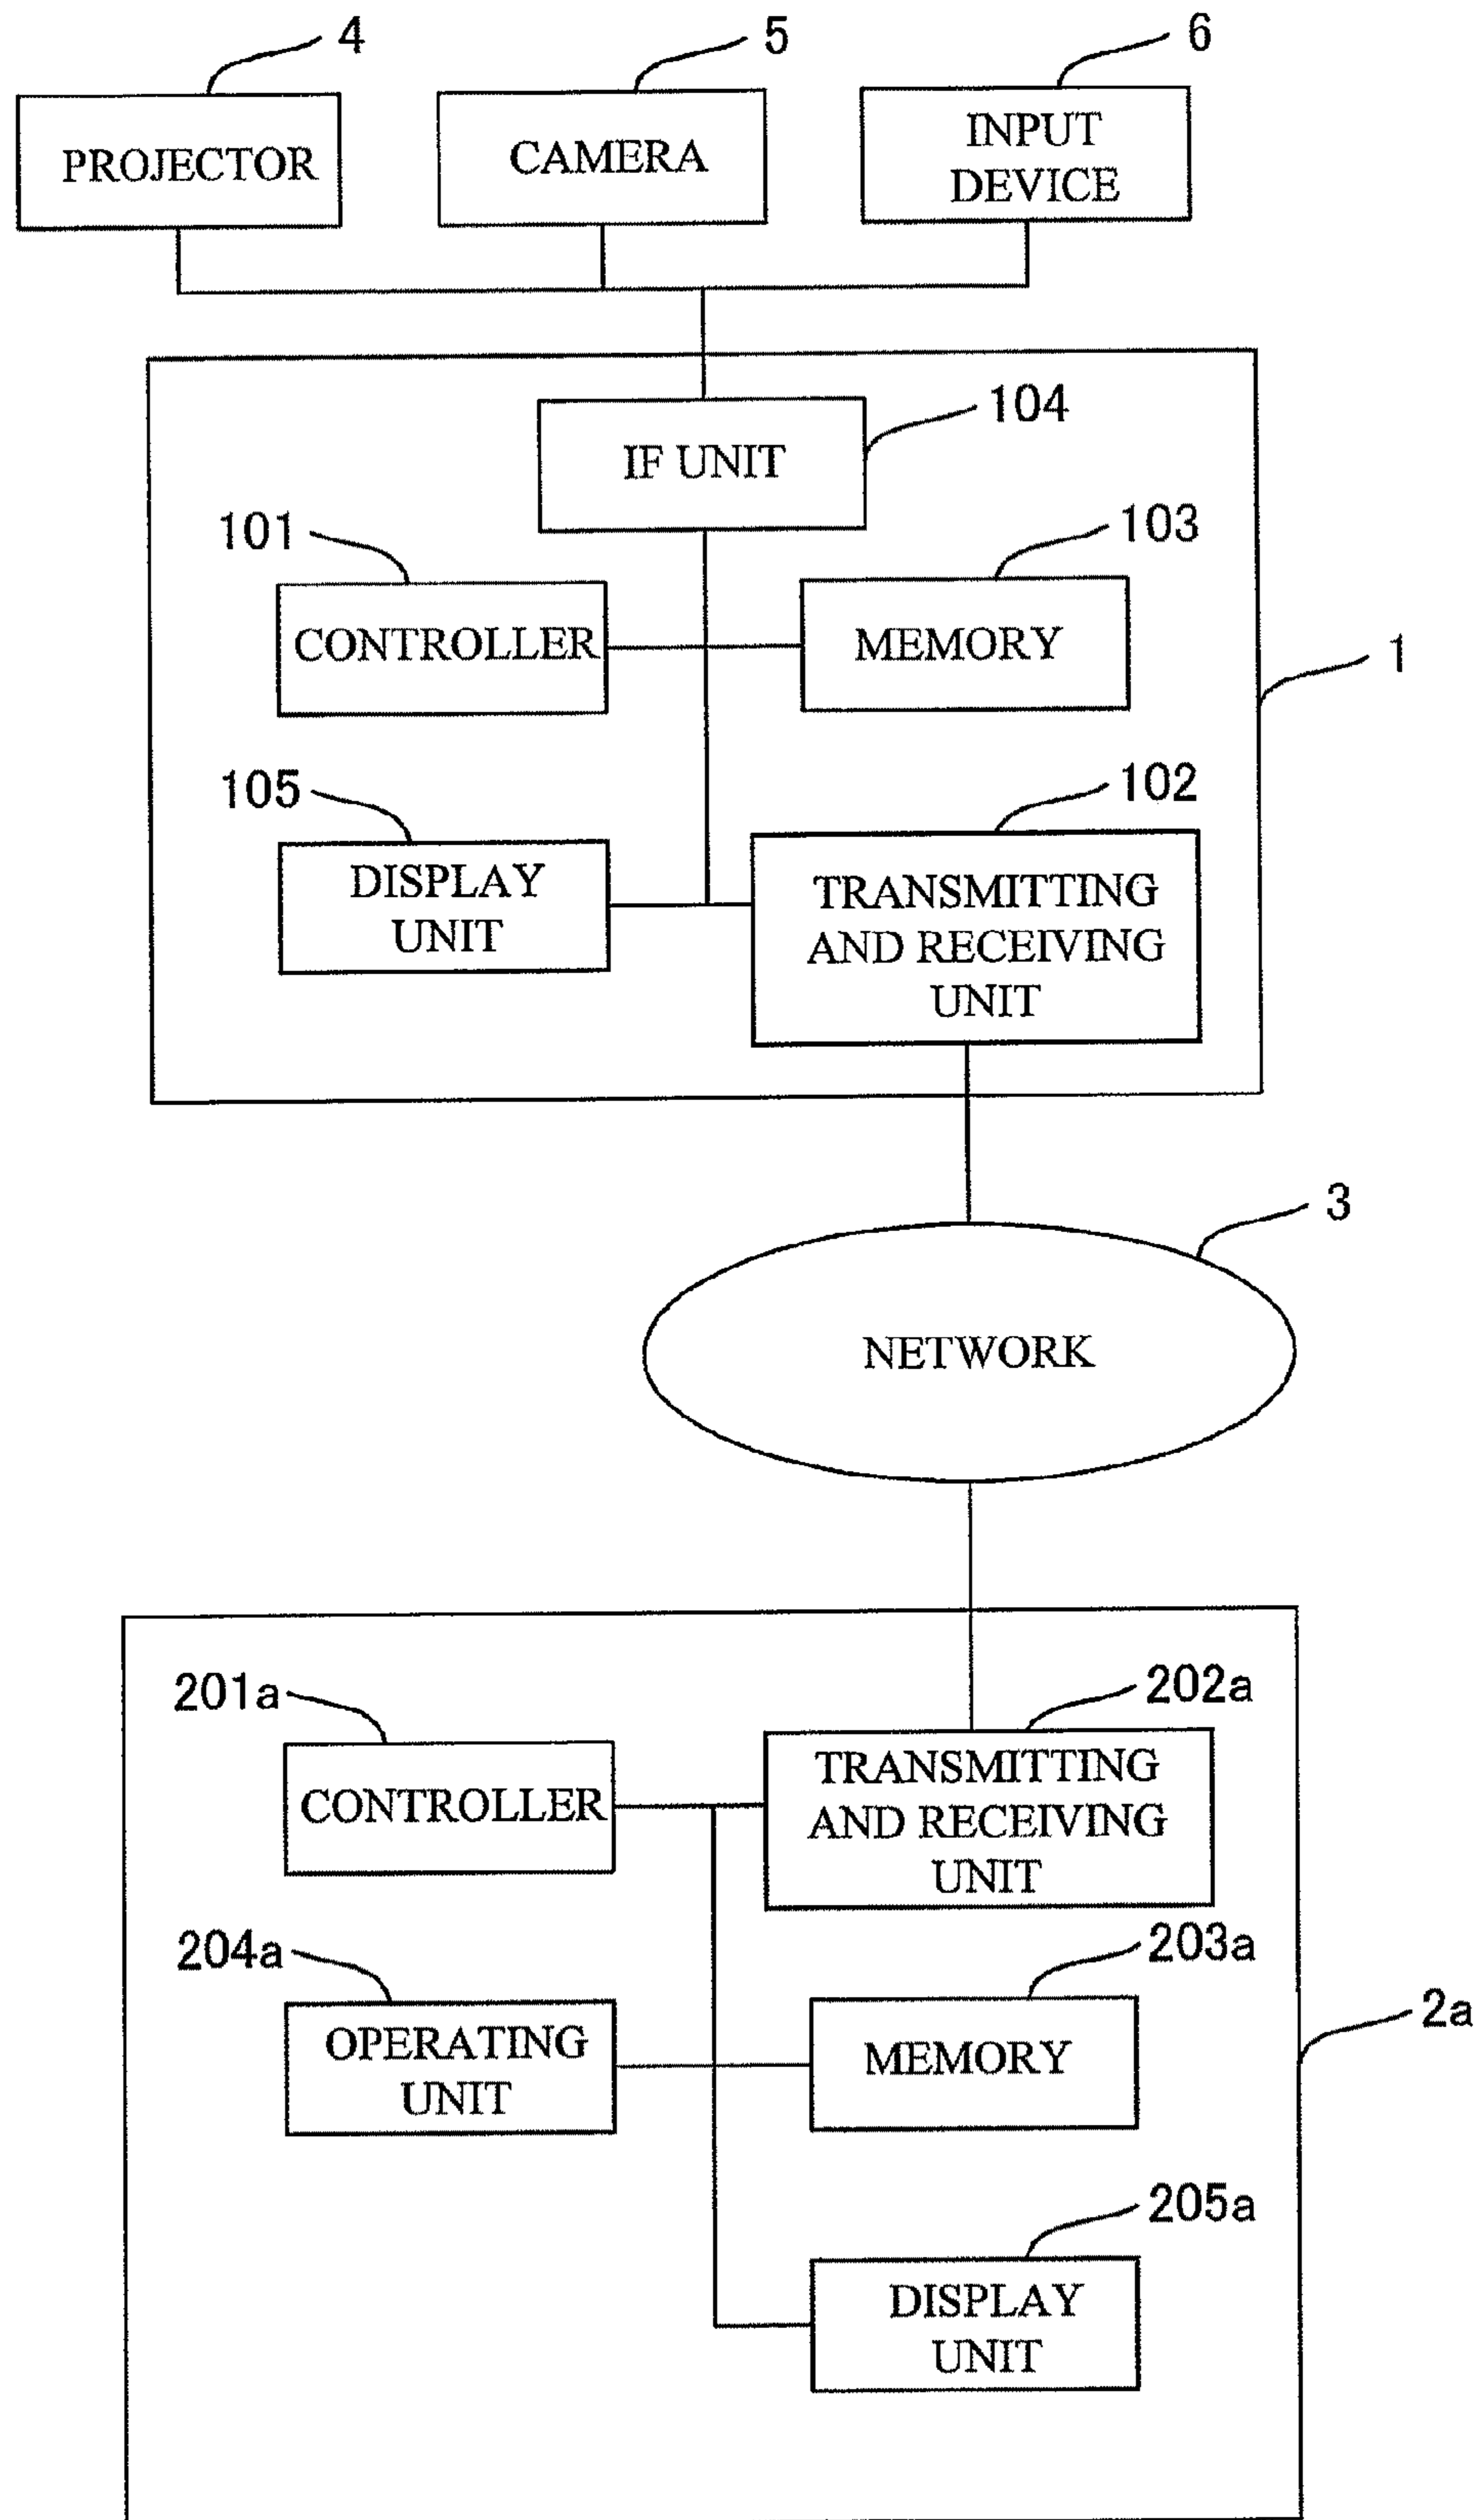 4
5
6
PROJECTOR
CAMERA
INPUT
DEVICE
104
IF UNIT
101
103
CONTROLLER
MEMORY
1
105
102
DISPLAY
UNIT
TRANSMITTING
AND RECEIVING
UNIT
3
NETWORK
201a
202a
CONTROLLER
TRANSMITTING
AND RECEIVING
UNIT
204a
203a
OPERATING
UNIT
MEMORY
2a
205a
DISPLAY
UNIT